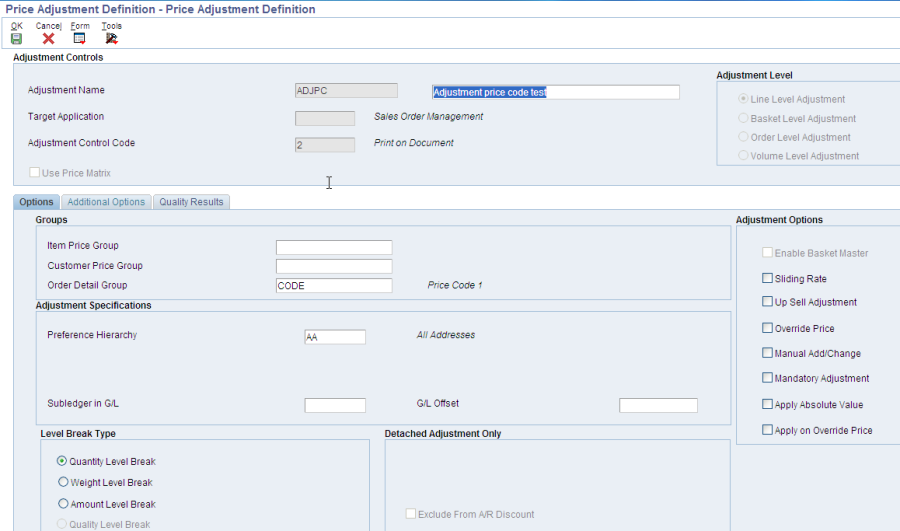 Price Adjustment Definition - Price Adjustment Definition
OK Cancel Form Tools
Adjustment Controls
Adjustment Level
Adjustment Name ADJPC Adjustment price code test
Line Level Adjustment
Target Application Sales Order Management
Basket Level Adjustment
Adjustment Control Code 2 Print on Document
Order Level Adjustment
Volume Level Adjustment
Use Price Matrix
Options Additional Options Quality Results
Groups
Adjustment Options
Item Price Group
Enable Basket Master
Customer Price Group
Sliding Rate
Order Detail Group CODE Price Code 1
Up Sell Adjustment
Adjustment Specifications
Override Price
Preference Hierarchy AA All Addresses
Manual Add/Change
Mandatory Adjustment
Subledger in G/L G/L Offset
Apply Absolute Value
Apply on Override Price
Level Break Type Detached Adjustment Only
Quantity Level Break
Weight Level Break
Amount Level Break
Exclude From A/R Discount
Quality Level Break